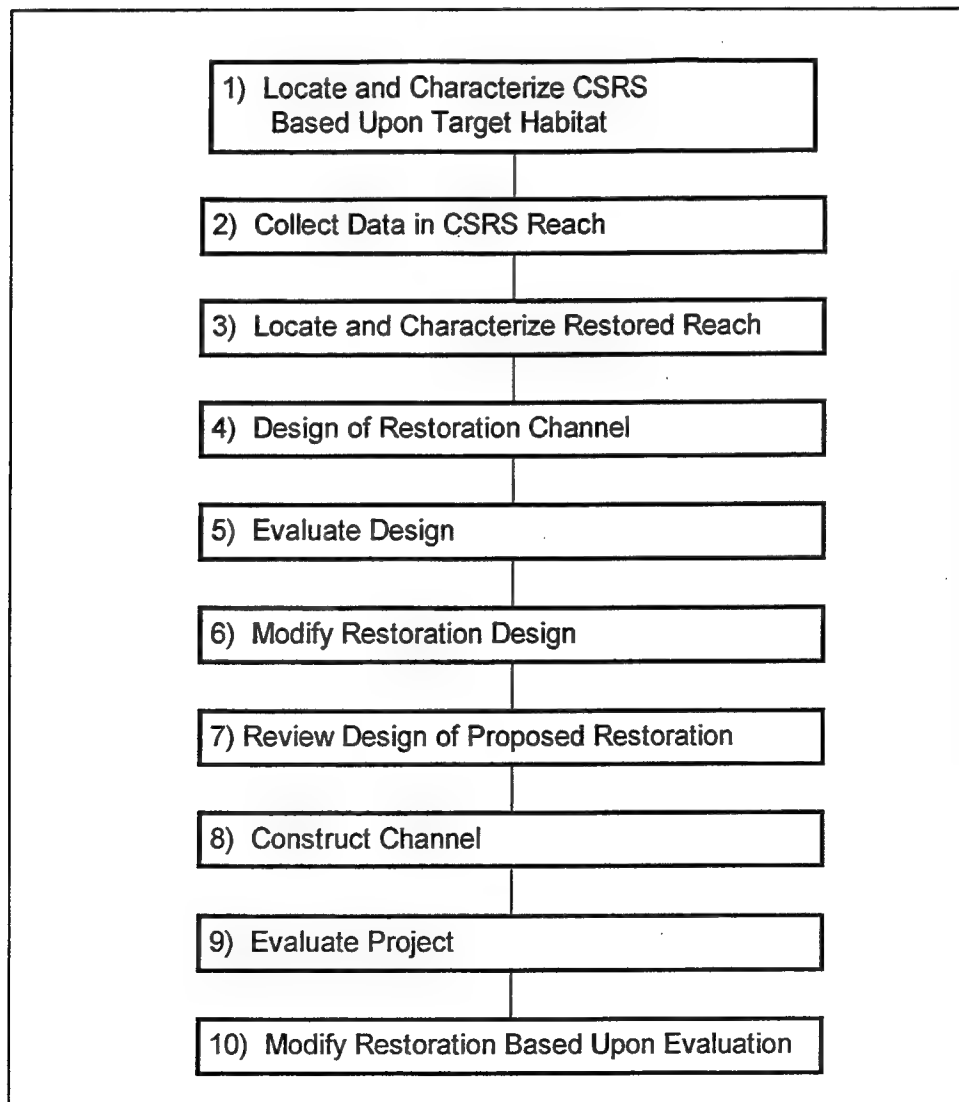 1) Locate and Characterize CSRS
Based Upon Target Habitat
2) Collect Data in CSRS Reach
3) Locate and Characterize Restored Reach
4) Design of Restoration Channel
5) Evaluate Design
6) Modify Restoration Design
7) Review Design of Proposed Restoration
8) Construct Channel
9) Evaluate Project
10) Modify Restoration Based Upon Evaluation